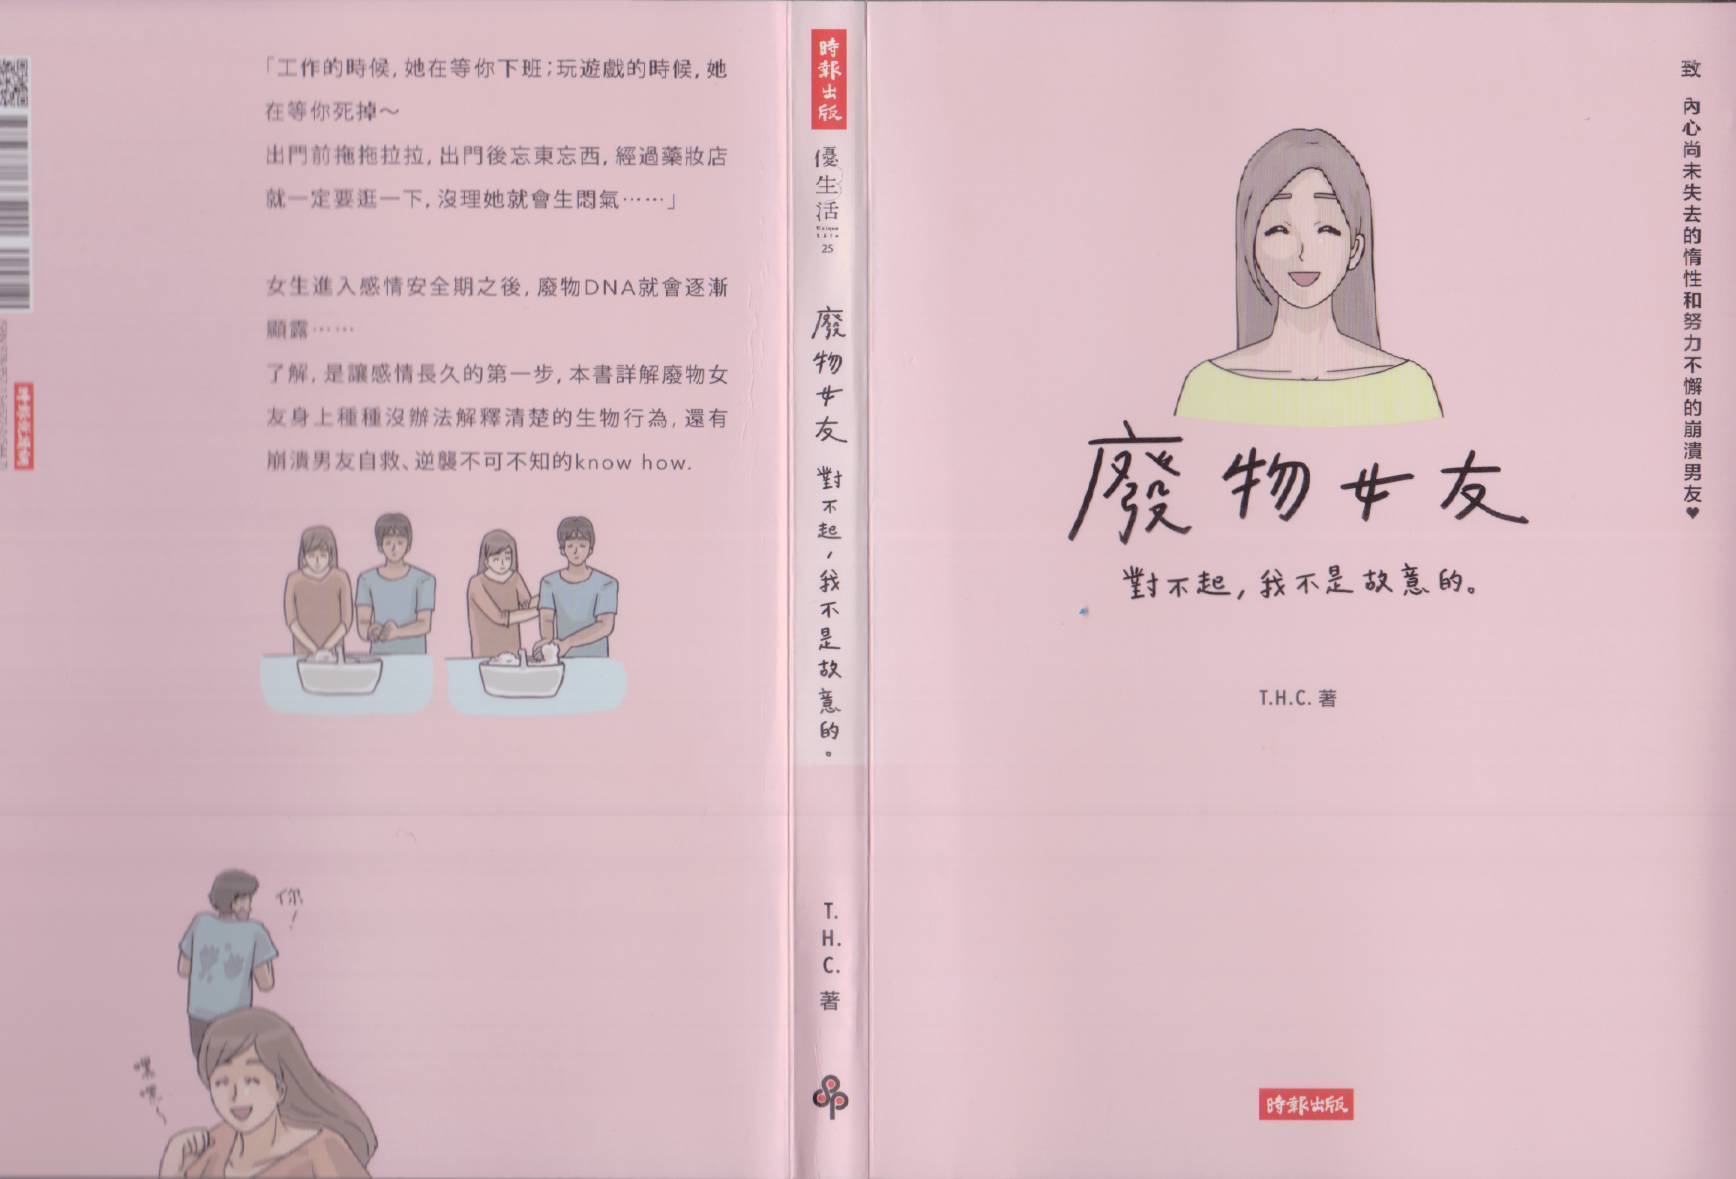 「工作的時候，她在等你下班；玩遊戲的時候，她
在等你死掉～
出門前拖拖拉拉，出門後忘東忘西，經過藥妝店
就一定要逛一下，沒理她就會生悶氣……」
女生進入感情安全期之後，廢物DNA就會逐漸
顯露……
了解，是讓感情長久的第一步，本書詳解廢物女
友身上種種沒辦法解釋清楚的生物行為，還有
崩潰男友自救、逆襲不可不知的know how.
你！
嘿嘿～
時報出版
優生活
25
廢物女友
對不起，我不是故意的。
T.H.C. 著
致 內心尚未失去的惰性和努力不懈的崩潰男友♥
廢物女友
對不起，我不是故意的。
T.H.C. 著
時報出版